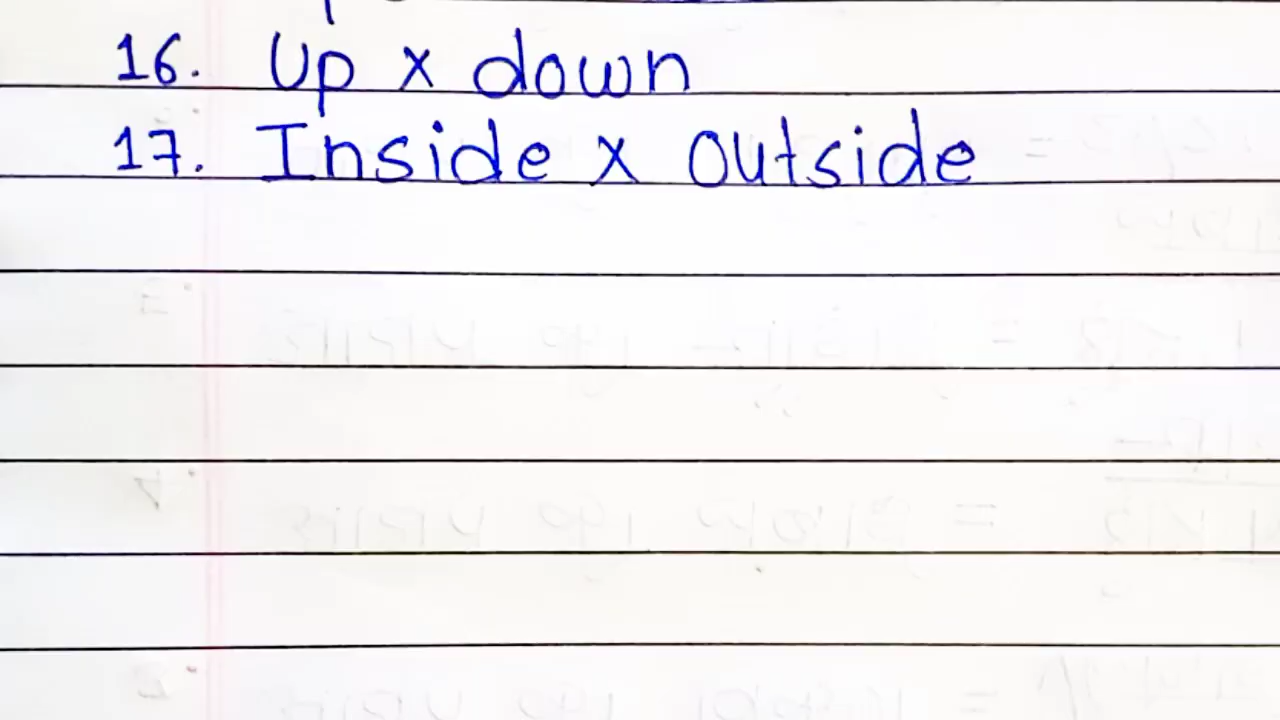 16. Up x down
17. Inside x Outside